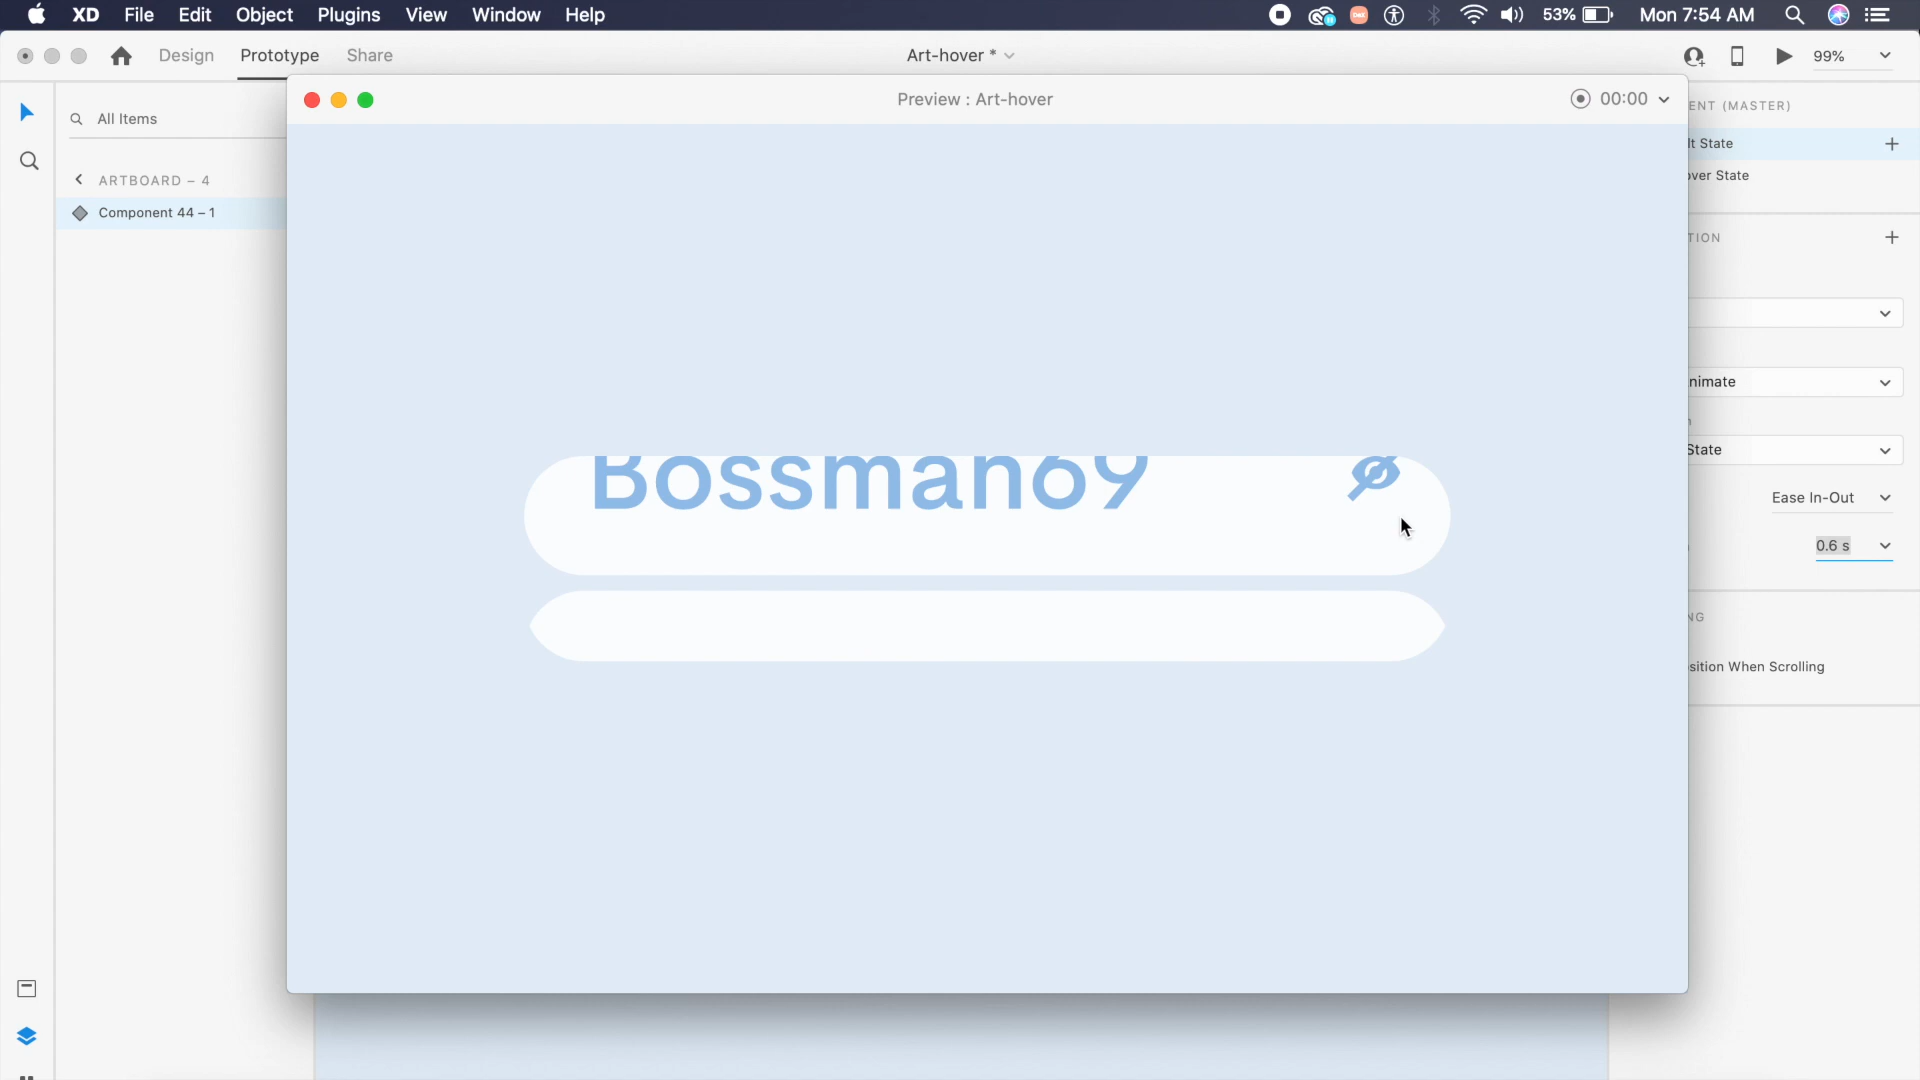 XD File Edit Object Plugins View Window Help 53% Mon 7:54 AM
Design Prototype Share Art-hover * 99%
Preview : Art-hover 00:00
All Items
ENT (MASTER)
lt State
ARTBOARD – 4
over State
Component 44 – 1
TION
nimate
State
Bossman69
Ease In-Out
0.6 s
NG
sition When Scrolling